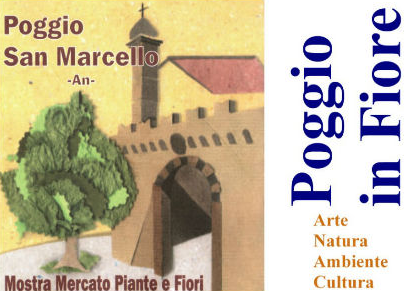 Poggio
San Marcello
-An-
Mostra Mercato Piante e Fiori
Poggio
in Fiore
Arte
Natura
Ambiente
Cultura